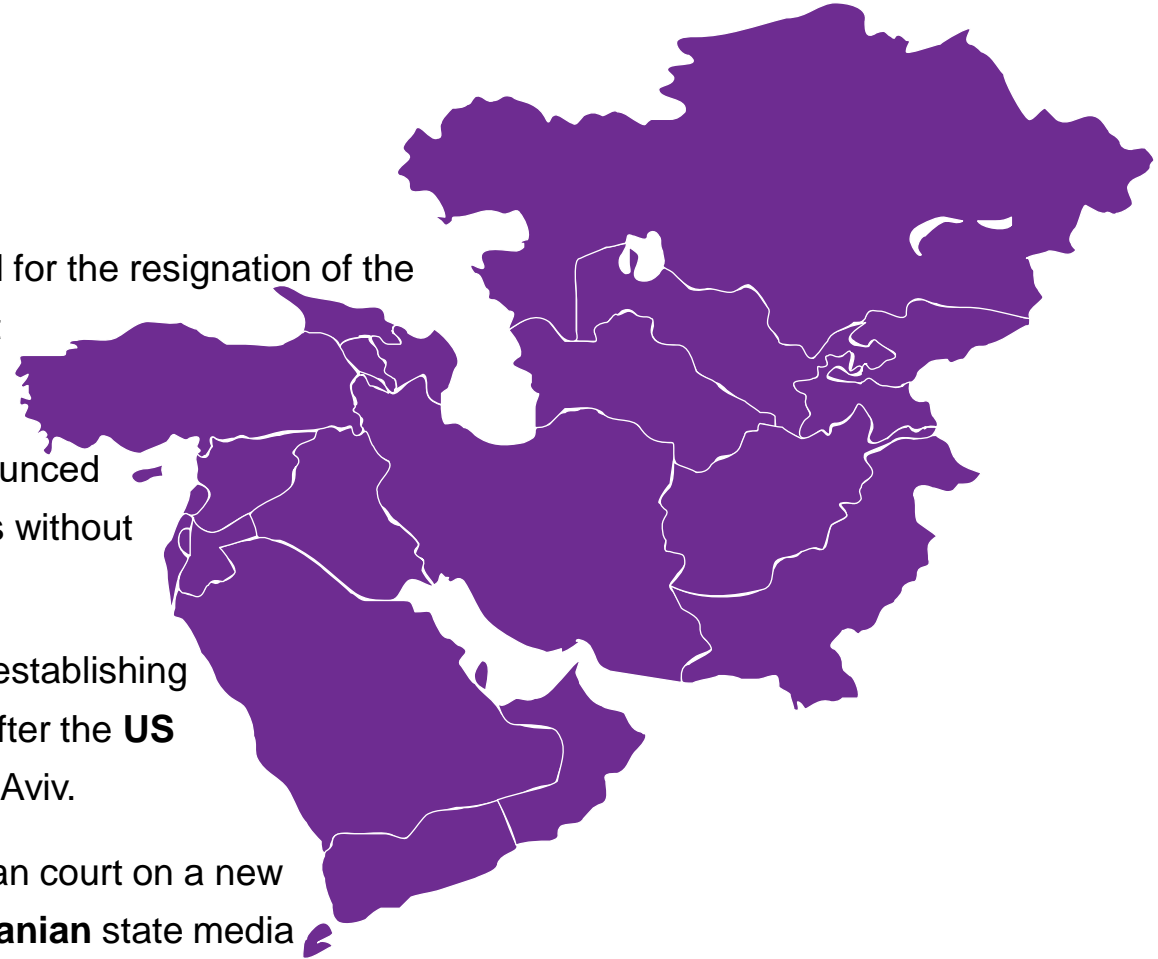 for the resignation of the
unced
s without
establishing
fter the US
Aviv.
an court on a new
anian state media